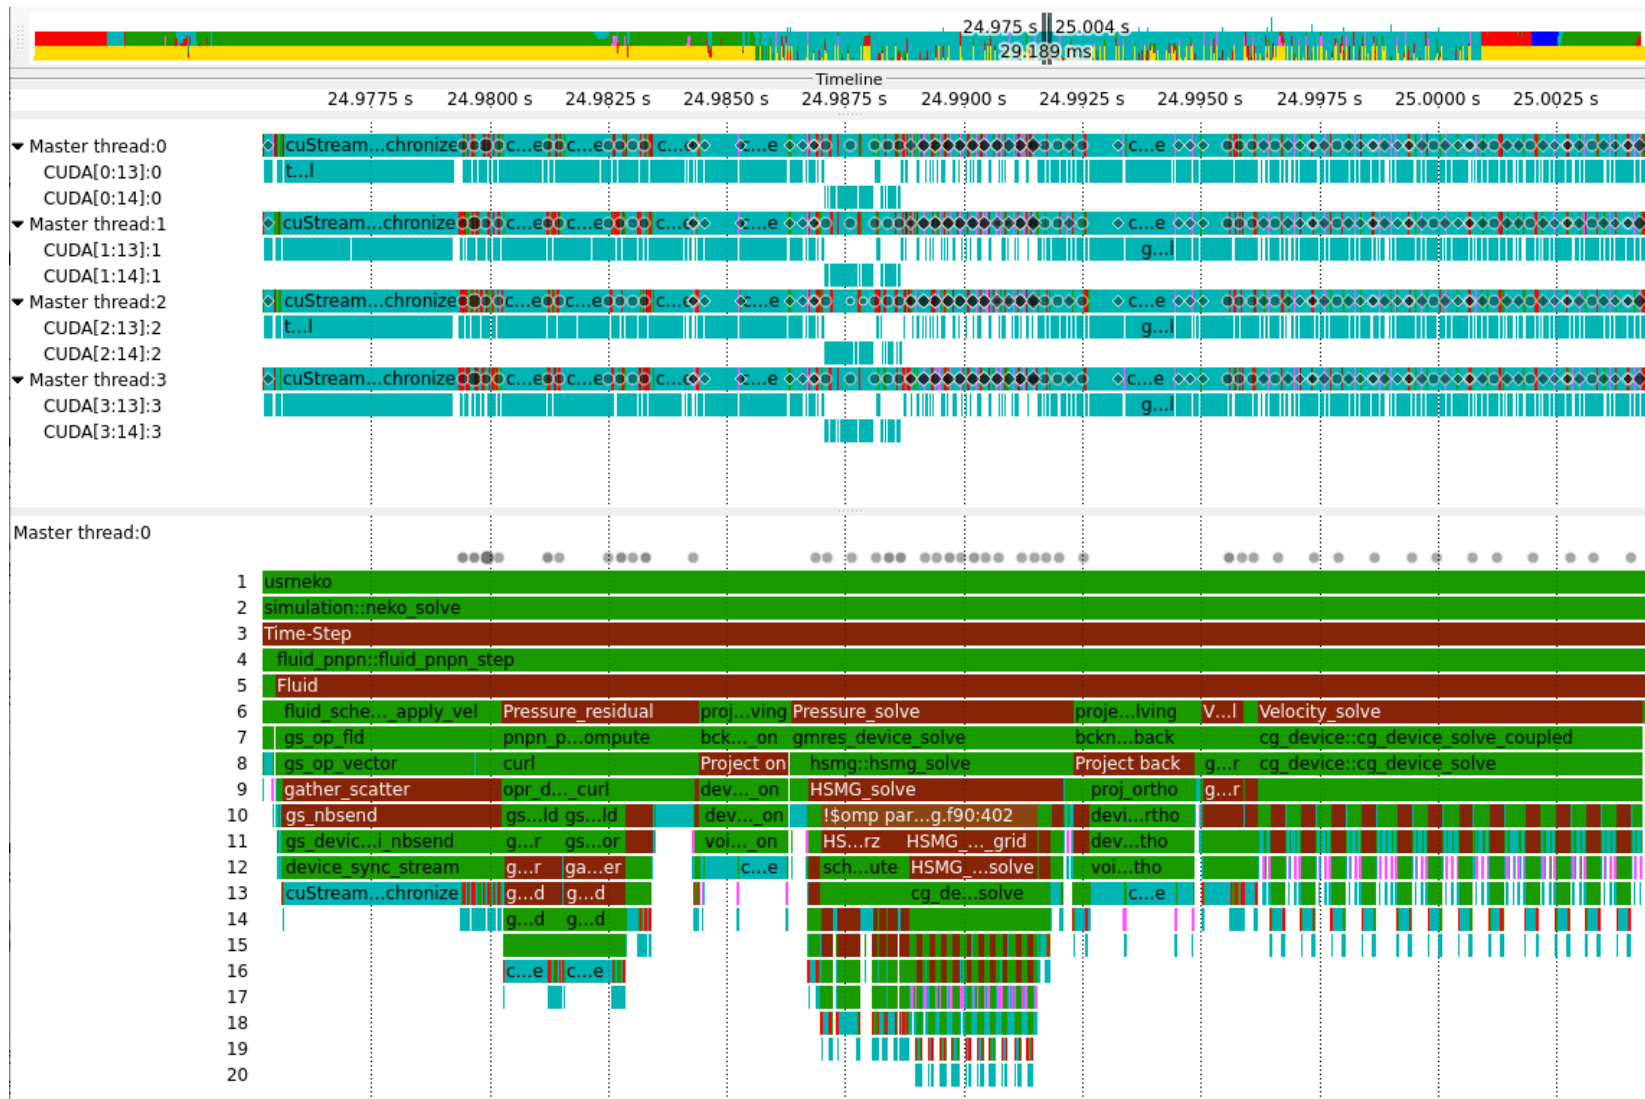 24.975 s 25.004 s
29.189 ms
Timeline
24.9775 s 24.9800 s 24.9825 s 24.9850 s 24.9875 s 24.9900 s 24.9925 s 24.9950 s 24.9975 s 25.0000 s 25.0025 s
Master thread:0 cuStream...chronize c...e c...e c...e c...e c...e
CUDA[0:13]:0 t...l
CUDA[0:14]:0
Master thread:1 cuStream...chronize c...e c...e c...e c...e c...e
CUDA[1:13]:1 g...l
CUDA[1:14]:1
Master thread:2 cuStream...chronize c...e c...e c...e c...e c...e
CUDA[2:13]:2 t...l g...l
CUDA[2:14]:2
Master thread:3 cuStream...chronize c...e c...e c...e c...e c...e
CUDA[3:13]:3 g...l
CUDA[3:14]:3
Master thread:0
1 usrneko
2 simulation::neko_solve
3 Time-Step
4 fluid_pnpn::fluid_pnpn_step
5 Fluid
6 fluid_sche..._apply_vel Pressure_residual proj...ving Pressure_solve proje...lving V...l Velocity_solve
7 gs_op_fld pnpn_p...ompute bck..._on gmres_device_solve bckn...back cg_device::cg_device_solve_coupled
8 gs_op_vector curl Project on hsmg::hsmg_solve Project back g...r cg_device::cg_device_solve
9 gather_scatter opr_d..._curl dev..._on HSMG_solve proj_ortho g...r
10 gs_nbsend gs...ld gs...ld dev..._on !$omp par...g.f90:402 devi...rtho
11 gs_devic...i_nbsend g...r gs...or voi..._on HS...rz HSMG_..._grid dev...tho
12 device_sync_stream g...r ga...er c...e sch...ute HSMG_...solve voi...tho
13 cuStream...chronize g...d g...d cg_de...solve c...e
14 g...d g...d
15
16 c...e c...e
17
18
19
20